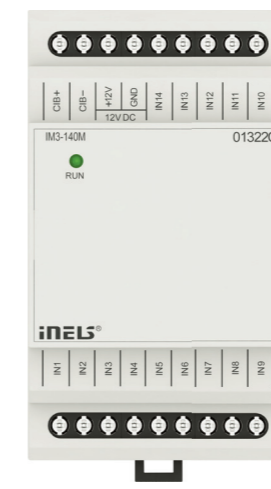 CIB+ CIB− +12V GND IN14 IN13 IN12 IN11 IN10
12V DC
IM3-140M 013220
RUN
iNELS®
IN1 IN2 IN3 IN4 IN5 IN6 IN7 IN8 IN9